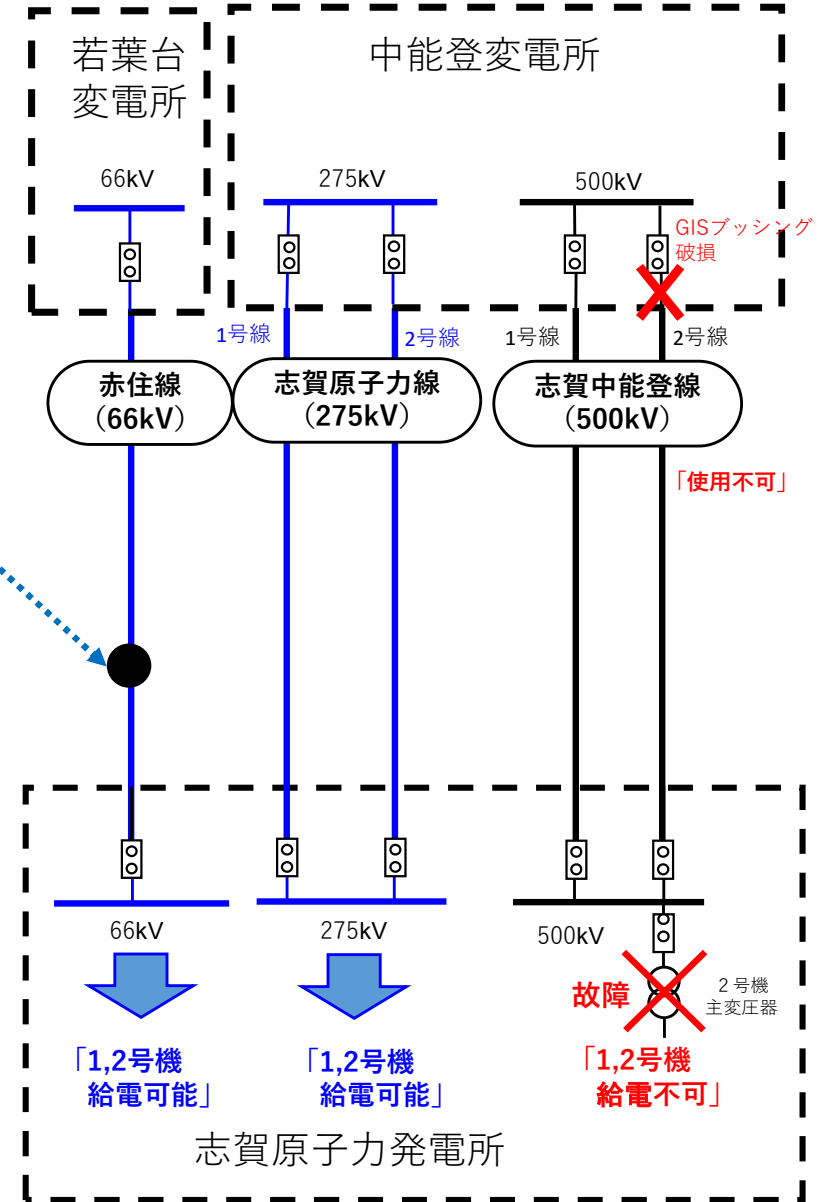 若葉台
変電所
中能登変電所
66kV
275kV
500kV
GISブッシング
破損
1号線
2号線
1号線
2号線
赤住線
（66kV）
志賀原子力線
（275kV）
志賀中能登線
（500kV）
「使用不可」
66kV
275kV
500kV
故障
２号機
主変圧器
「1,2号機
給電可能」
「1,2号機
給電可能」
「1,2号機
給電不可」
志賀原子力発電所